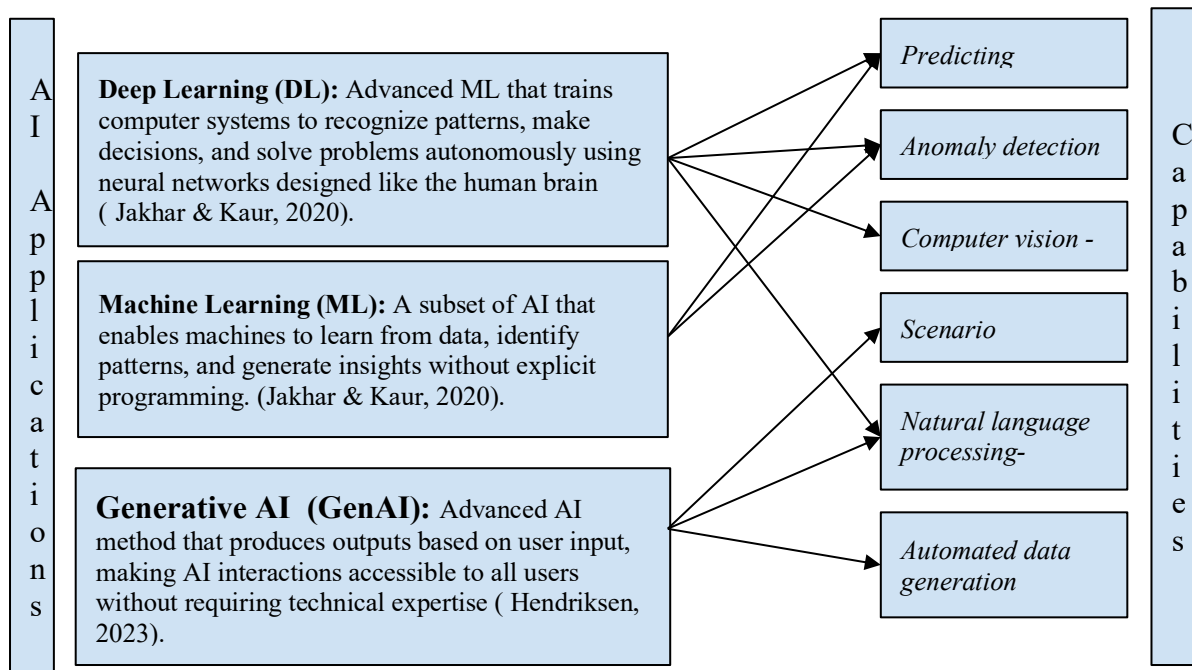 AI Applications
Deep Learning (DL): Advanced ML that trains
computer systems to recognize patterns, make
decisions, and solve problems autonomously using
neural networks designed like the human brain
( Jakhar & Kaur, 2020).
Machine Learning (ML): A subset of AI that
enables machines to learn from data, identify
patterns, and generate insights without explicit
programming. (Jakhar & Kaur, 2020).
Generative AI (GenAI): Advanced AI
method that produces outputs based on user input,
making AI interactions accessible to all users
without requiring technical expertise ( Hendriksen,
2023).
Predicting
Anomaly detection
Computer vision -
Scenario
Natural language
processing-
Automated data
generation
Capabilities